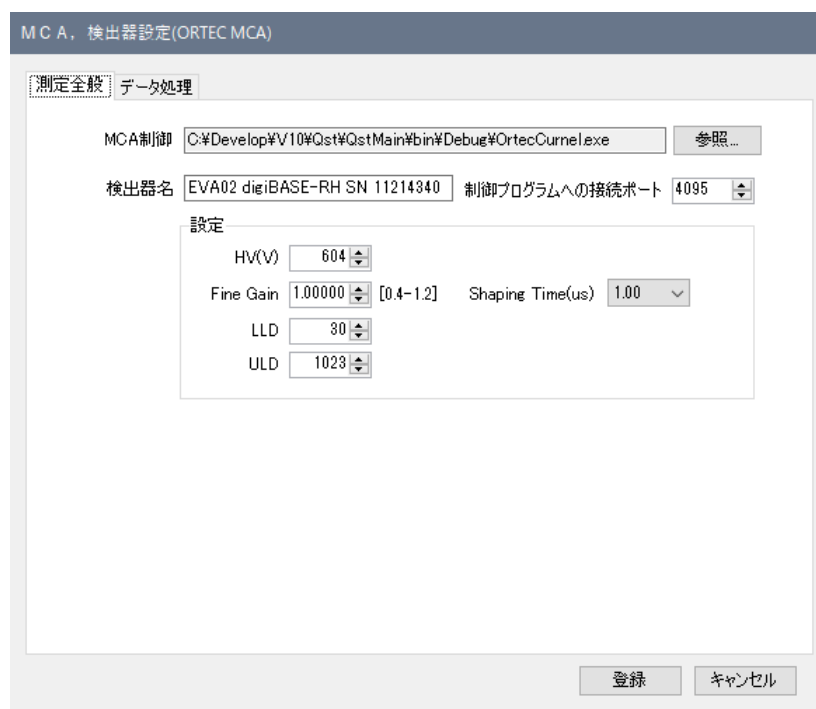 ＭＣＡ，検出器設定(ORTEC MCA)
測定全般 データ処理
MCA制御 C:¥Develop¥V10¥Qst¥QstMain¥bin¥Debug¥OrtecCurnel.exe 参照...
検出器名 EVA02 digiBASE-RH SN 11214340 制御プログラムへの接続ポート 4095
設定
HV(V) 604
Fine Gain 1.00000 [0.4-1.2] Shaping Time(us) 1.00
LLD 30
ULD 1023
登録 キャンセル